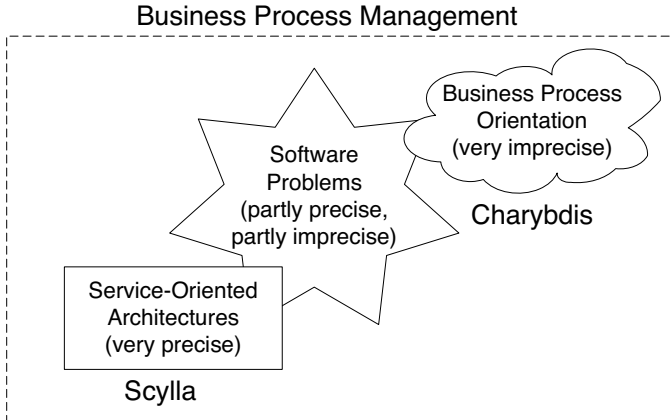 Business Process Management
Business Process
Orientation
(very imprecise)
Software
Problems
(partly precise,
partly imprecise)
Charybdis
Service-Oriented
Architectures
(very precise)
Scylla